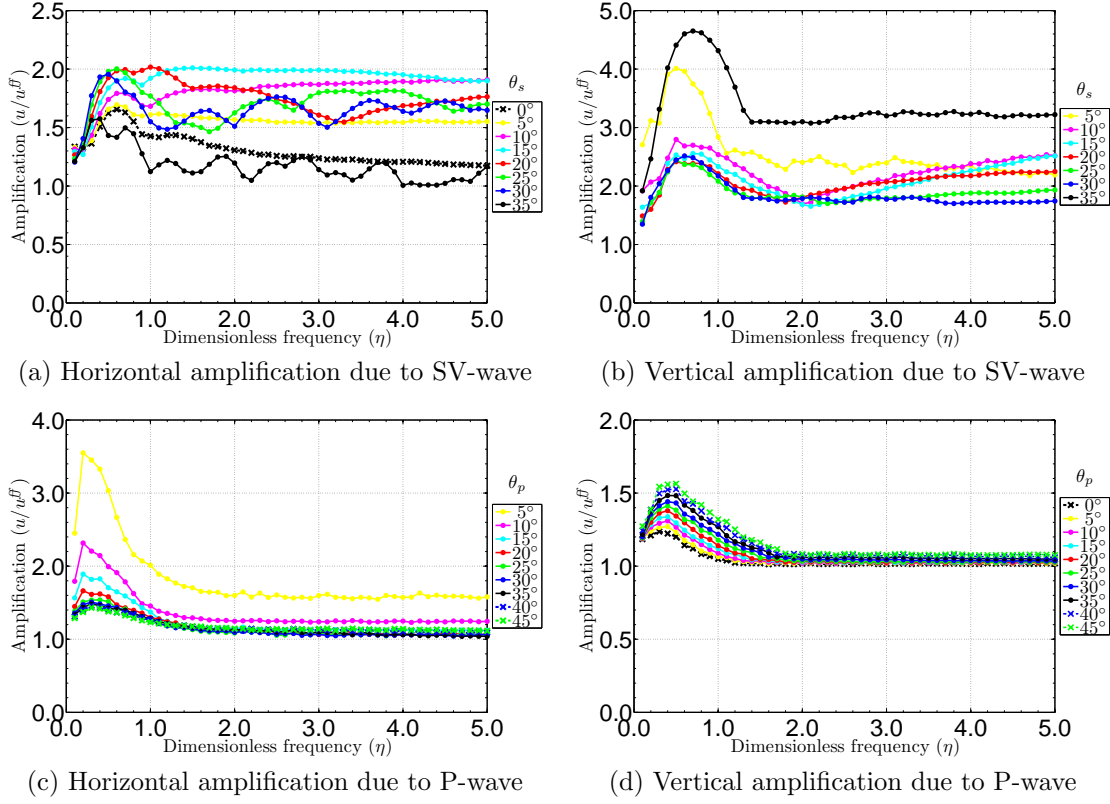 2.5
2.0
1.5
1.0
0.5
0.0
Amplification (u/u^ff)
0.0 1.0 2.0 3.0 4.0 5.0
Dimensionless frequency (η)
θs
0°
5°
10°
15°
20°
25°
30°
35°
(a) Horizontal amplification due to SV-wave
5.0
4.0
3.0
2.0
1.0
0.0
Amplification (u/u^ff)
0.0 1.0 2.0 3.0 4.0 5.0
Dimensionless frequency (η)
θs
5°
10°
15°
20°
25°
30°
35°
(b) Vertical amplification due to SV-wave
4.0
3.0
2.0
1.0
0.0
Amplification (u/u^ff)
0.0 1.0 2.0 3.0 4.0 5.0
Dimensionless frequency (η)
θp
5°
10°
15°
20°
25°
30°
35°
40°
45°
(c) Horizontal amplification due to P-wave
2.0
1.5
1.0
0.5
0.0
Amplification (u/u^ff)
0.0 1.0 2.0 3.0 4.0 5.0
Dimensionless frequency (η)
θp
0°
5°
10°
15°
20°
25°
30°
35°
40°
45°
(d) Vertical amplification due to P-wave